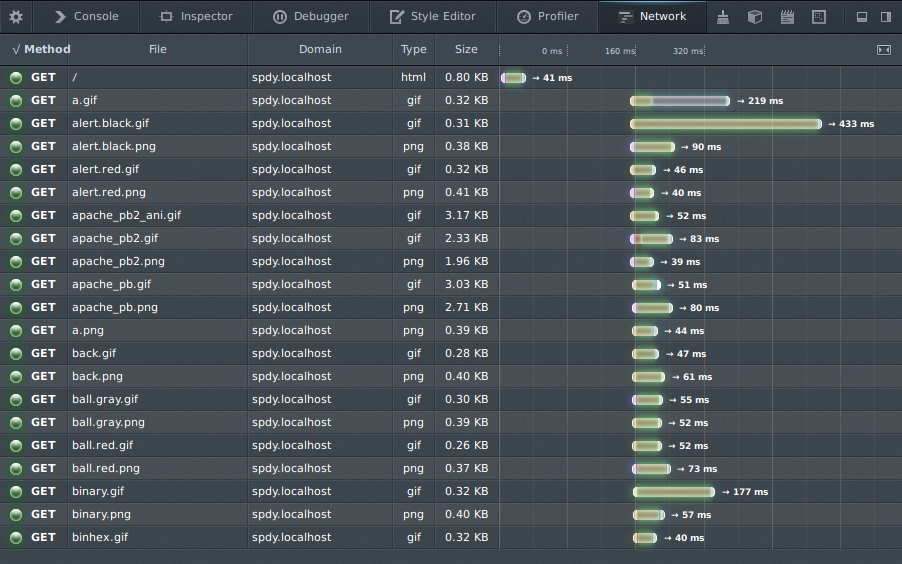 Console Inspector Debugger Style Editor Profiler Network
√ Method File Domain Type Size 0 ms 160 ms 320 ms
GET / spdy.localhost html 0.80 KB → 41 ms
GET a.gif spdy.localhost gif 0.32 KB → 219 ms
GET alert.black.gif spdy.localhost gif 0.31 KB → 433 ms
GET alert.black.png spdy.localhost png 0.38 KB → 90 ms
GET alert.red.gif spdy.localhost gif 0.32 KB → 46 ms
GET alert.red.png spdy.localhost png 0.41 KB → 40 ms
GET apache_pb2_ani.gif spdy.localhost gif 3.17 KB → 52 ms
GET apache_pb2.gif spdy.localhost gif 2.33 KB → 83 ms
GET apache_pb2.png spdy.localhost png 1.96 KB → 39 ms
GET apache_pb.gif spdy.localhost gif 3.03 KB → 51 ms
GET apache_pb.png spdy.localhost png 2.71 KB → 80 ms
GET a.png spdy.localhost png 0.39 KB → 44 ms
GET back.gif spdy.localhost gif 0.28 KB → 47 ms
GET back.png spdy.localhost png 0.40 KB → 61 ms
GET ball.gray.gif spdy.localhost gif 0.30 KB → 55 ms
GET ball.gray.png spdy.localhost png 0.39 KB → 52 ms
GET ball.red.gif spdy.localhost gif 0.26 KB → 52 ms
GET ball.red.png spdy.localhost png 0.37 KB → 73 ms
GET binary.gif spdy.localhost gif 0.32 KB → 177 ms
GET binary.png spdy.localhost png 0.40 KB → 57 ms
GET binhex.gif spdy.localhost gif 0.32 KB → 40 ms